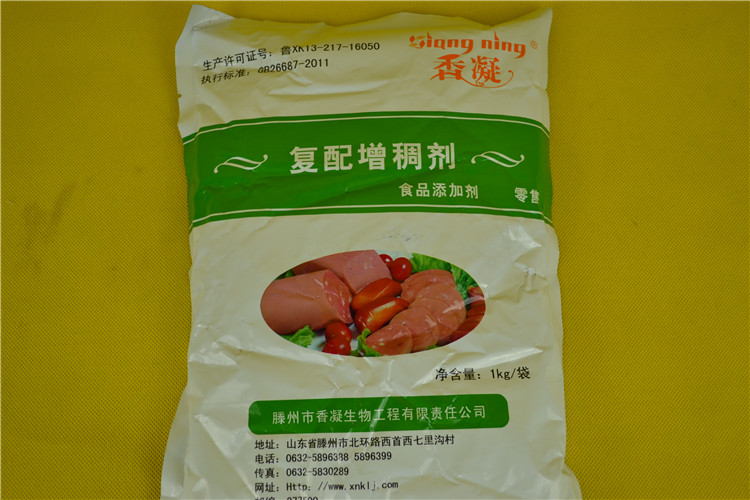 生产许可证号：鲁XK13-217-16050
执行标准：GB26687-2011
Xiang ning®
香凝
复配增稠剂
食品添加剂 零售
净含量：1kg/袋
滕州市香凝生物工程有限责任公司
地址：山东省滕州市北环路西首西七里沟村
电话：0632-5896388 5896399
传真：0632-5830289
网址：Http：//www.xnklj.com